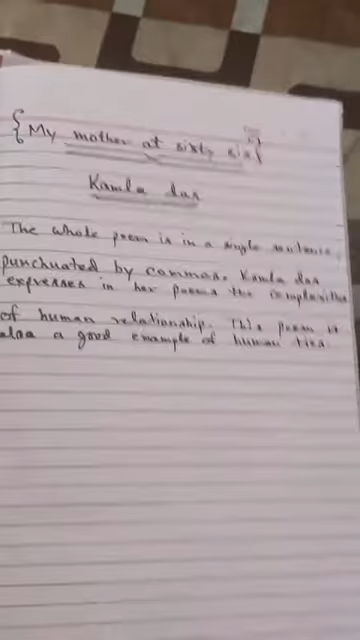 {My mother at sixty six{
Kamla das
The whole poem is in a single sentence,
punchuated by commas. Kamla das
expresses in her poems the complexities
of human relationship. This poem is
also a good example of human ties.